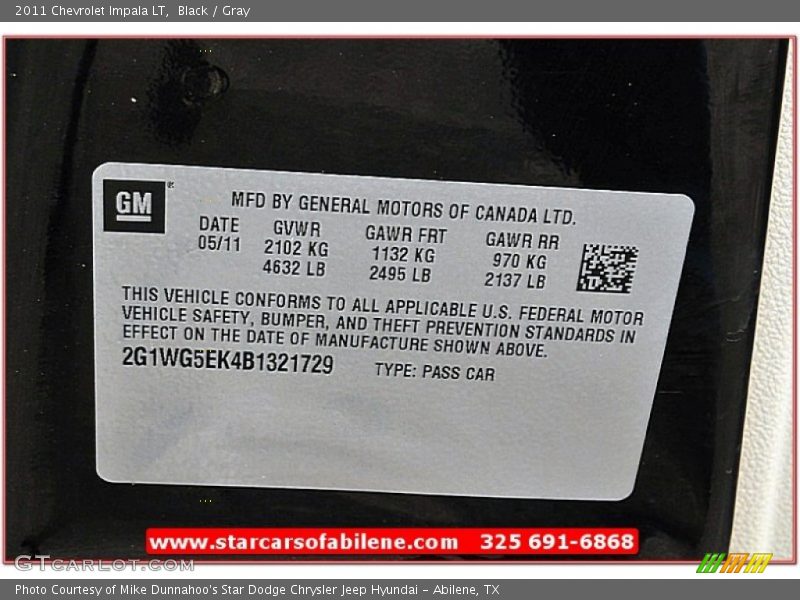 2011 Chevrolet Impala LT, Black / Gray
GM
MFD BY GENERAL MOTORS OF CANADA LTD.
DATE GVWR GAWR FRT GAWR RR
05/11 2102 KG 1132 KG 970 KG
4632 LB 2495 LB 2137 LB
THIS VEHICLE CONFORMS TO ALL APPLICABLE U.S. FEDERAL MOTOR
VEHICLE SAFETY, BUMPER, AND THEFT PREVENTION STANDARDS IN
EFFECT ON THE DATE OF MANUFACTURE SHOWN ABOVE.
2G1WG5EK4B1321729 TYPE: PASS CAR
www.starcarsofabilene.com 325 691-6868
GTcarlot.com
Photo Courtesy of Mike Dunnahoo's Star Dodge Chrysler Jeep Hyundai - Abilene, TX